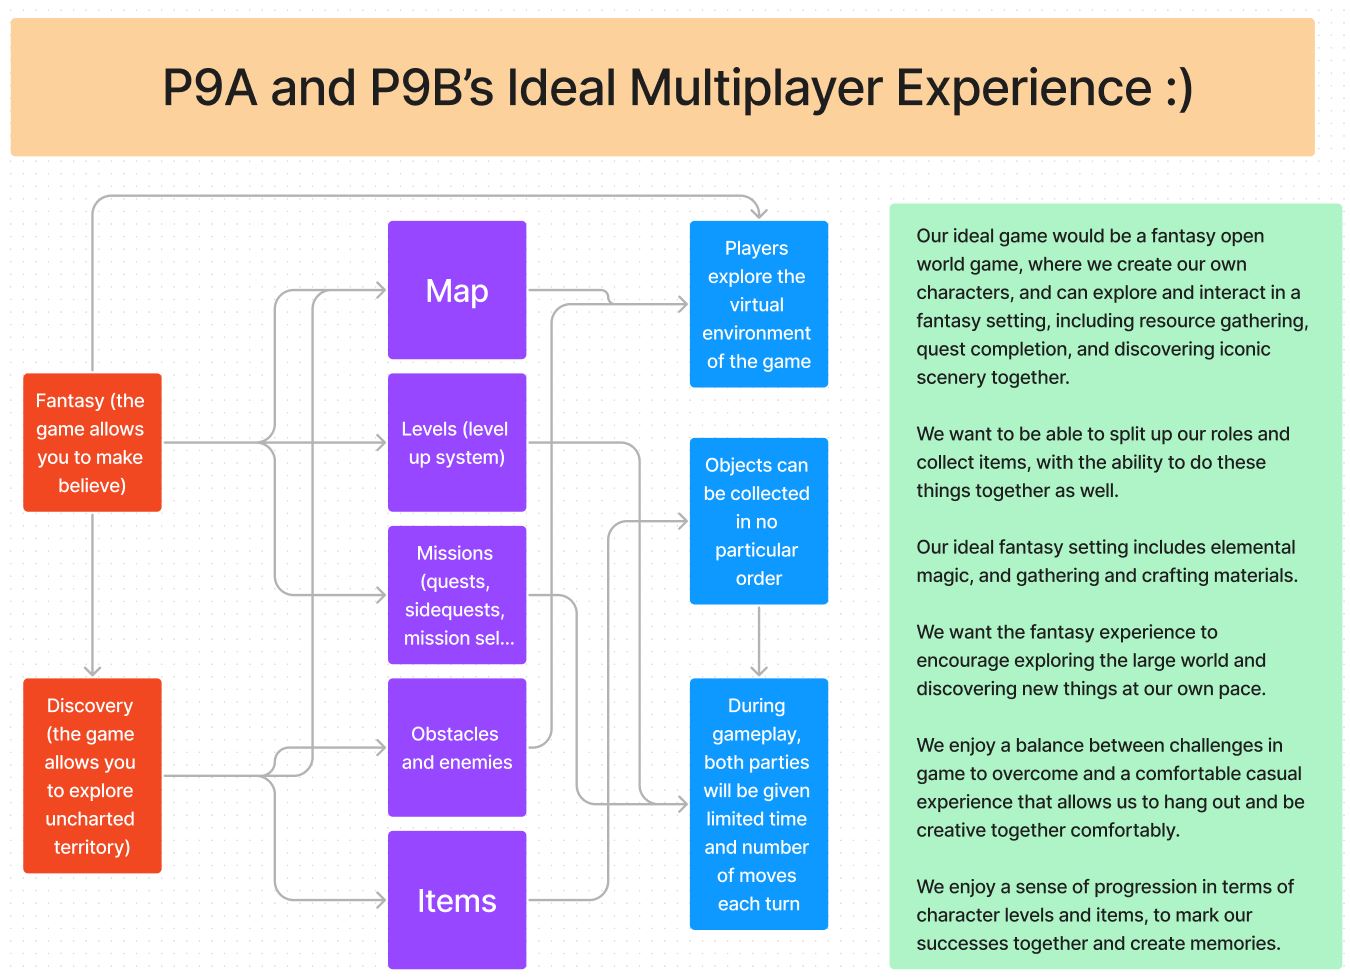 P9A and P9B’s Ideal Multiplayer Experience :)
Fantasy (the
game allows
you to make
believe)
Discovery
(the game
allows you
to explore
uncharted
territory)
Map
Levels (level
up system)
Missions
(quests,
sidequests,
mission sel...
Obstacles
and enemies
Items
Players
explore the
virtual
environment
of the game
Objects can
be collected
in no
particular
order
During
gameplay,
both parties
will be given
limited time
and number
of moves
each turn
Our ideal game would be a fantasy open
world game, where we create our own
characters, and can explore and interact in a
fantasy setting, including resource gathering,
quest completion, and discovering iconic
scenery together.
We want to be able to split up our roles and
collect items, with the ability to do these
things together as well.
Our ideal fantasy setting includes elemental
magic, and gathering and crafting materials.
We want the fantasy experience to
encourage exploring the large world and
discovering new things at our own pace.
We enjoy a balance between challenges in
game to overcome and a comfortable casual
experience that allows us to hang out and be
creative together comfortably.
We enjoy a sense of progression in terms of
character levels and items, to mark our
successes together and create memories.